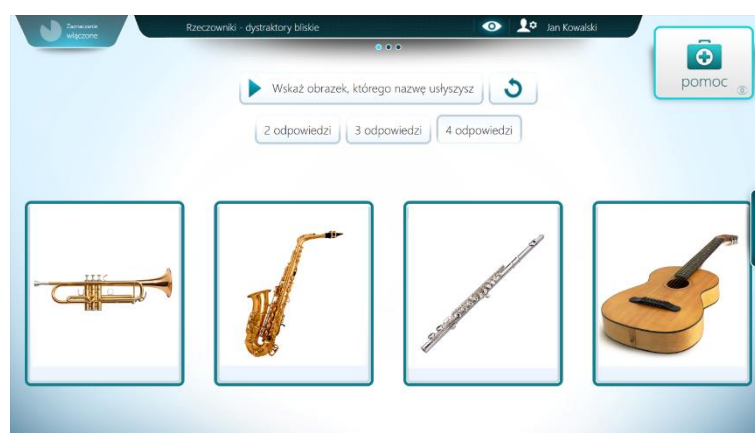 Zaznaczanie
włączone
Rzeczowniki - dystraktory bliskie
Jan Kowalski
pomoc
Wskaż obrazek, którego nazwę usłyszysz
2 odpowiedzi
3 odpowiedzi
4 odpowiedzi